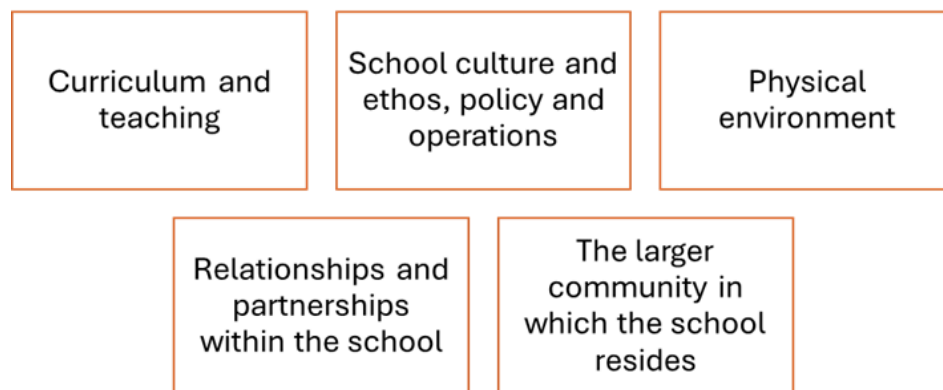 Curriculum and
teaching
School culture and
ethos, policy and
operations
Physical
environment
Relationships and
partnerships
within the school
The larger
community in
which the school
resides